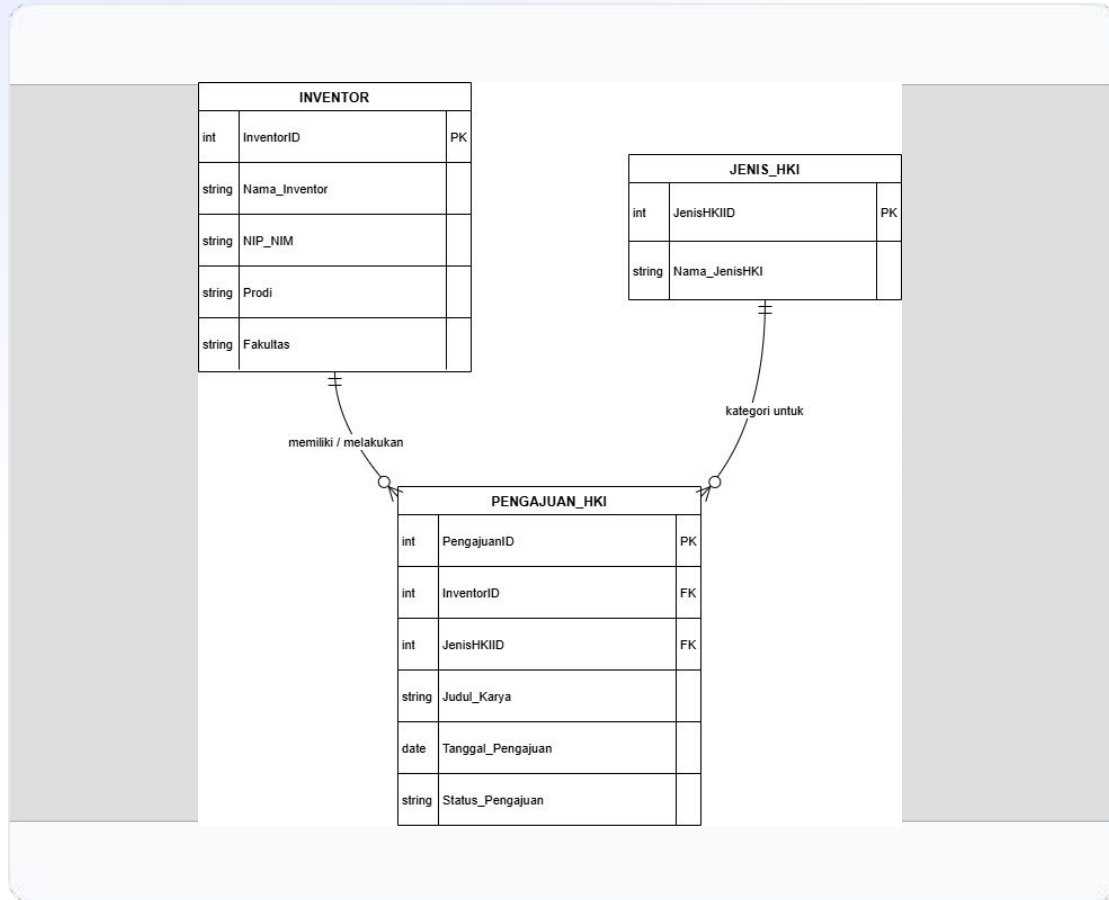 INVENTOR
int InventorID PK
string Nama_Inventor
string NIP_NIM
string Prodi
string Fakultas
JENIS_HKI
int JenisHKIID PK
string Nama_JenisHKI
memiliki / melakukan
kategori untuk
PENGAJUAN_HKI
int PengajuanID PK
int InventorID FK
int JenisHKIID FK
string Judul_Karya
date Tanggal_Pengajuan
string Status_Pengajuan